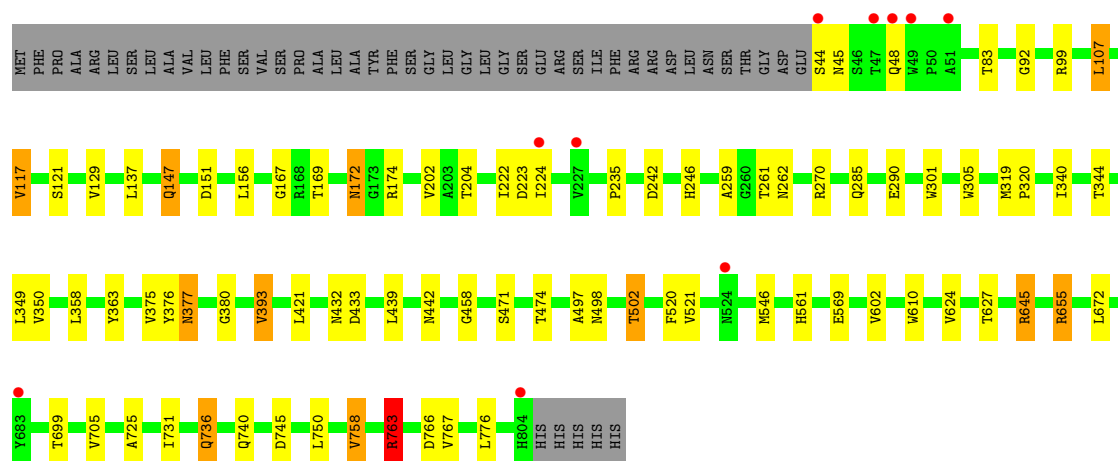 MET PHE PRO ALA ARG LEU SER LEU ALA VAL LEU PHE SER VAL SER PRO ALA LEU ALA TYR PHE SER GLY LEU GLY LEU GLY SER GLU ARG SER ILE PHE ARG ARG ASP LEU ASN SER THR GLY ASP GLU S44 N45 S46 T47 Q48 W49 P50 A51 T83 G92 R99 L107
V117 S121 V129 L137 Q147 D151 L156 G167 R168 T169 N172 G173 R174 V202 A203 T204 I222 D223 I224 V227 P235 D242 H246 A259 G260 T261 N262 R270 Q285 E290 W301 W305 M319 P320 I340 T344
L349 V350 L358 Y363 V375 Y376 N377 G380 V393 L421 N432 D433 L439 N442 G458 S471 T474 A497 N498 T502 F520 V521 N524 M546 H561 E569 V602 W610 V624 T627 R645 R655 L672
Y683 T699 V705 A725 I731 Q736 Q740 D745 L750 V758 R763 D766 V767 L776 H804 HIS HIS HIS HIS HIS